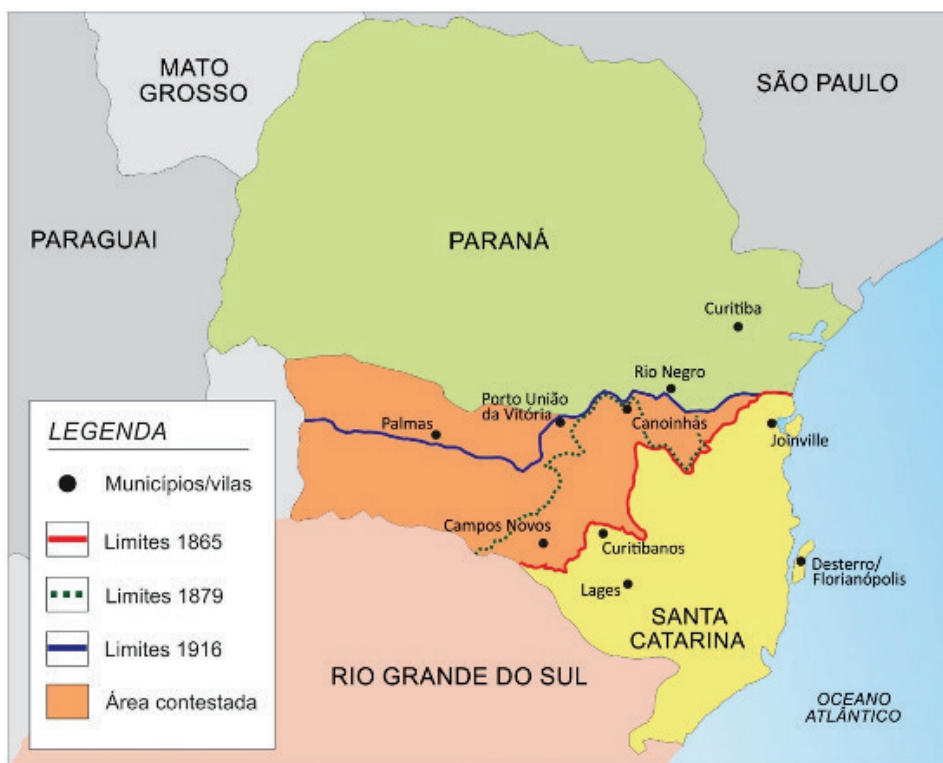 MATO
GROSSO
SÃO PAULO
PARAGUAI
PARANÁ
Curitiba
Rio Negro
Porto União
da Vitória
Canoinhas
Palmas
Joinville
Campos Novos
Curitibanos
Desterro/
Florianópolis
Lages
SANTA
CATARINA
RIO GRANDE DO SUL
OCEANO
ATLÂNTICO
LEGENDA
Municípios/vilas
Limites 1865
Limites 1879
Limites 1916
Área contestada